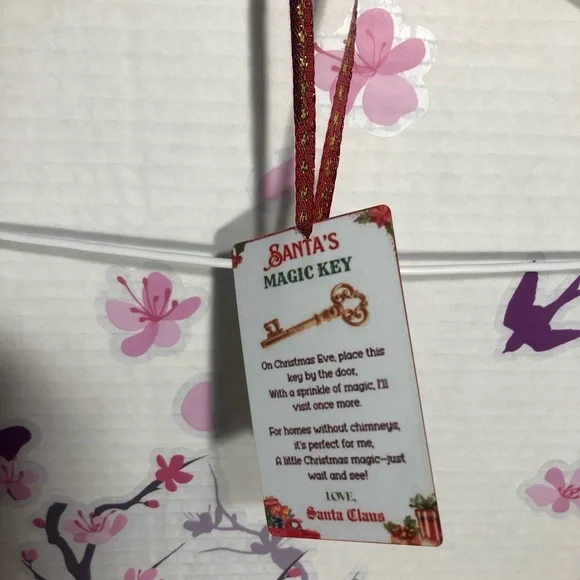 SANTA'S
MAGIC KEY
On Christmas Eve, place this
key by the door,
With a sprinkle of magic, I'll
visit once more.
For homes without chimneys,
it's perfect for me,
A little Christmas magic—just
wait and see!
LOVE,
Santa Claus